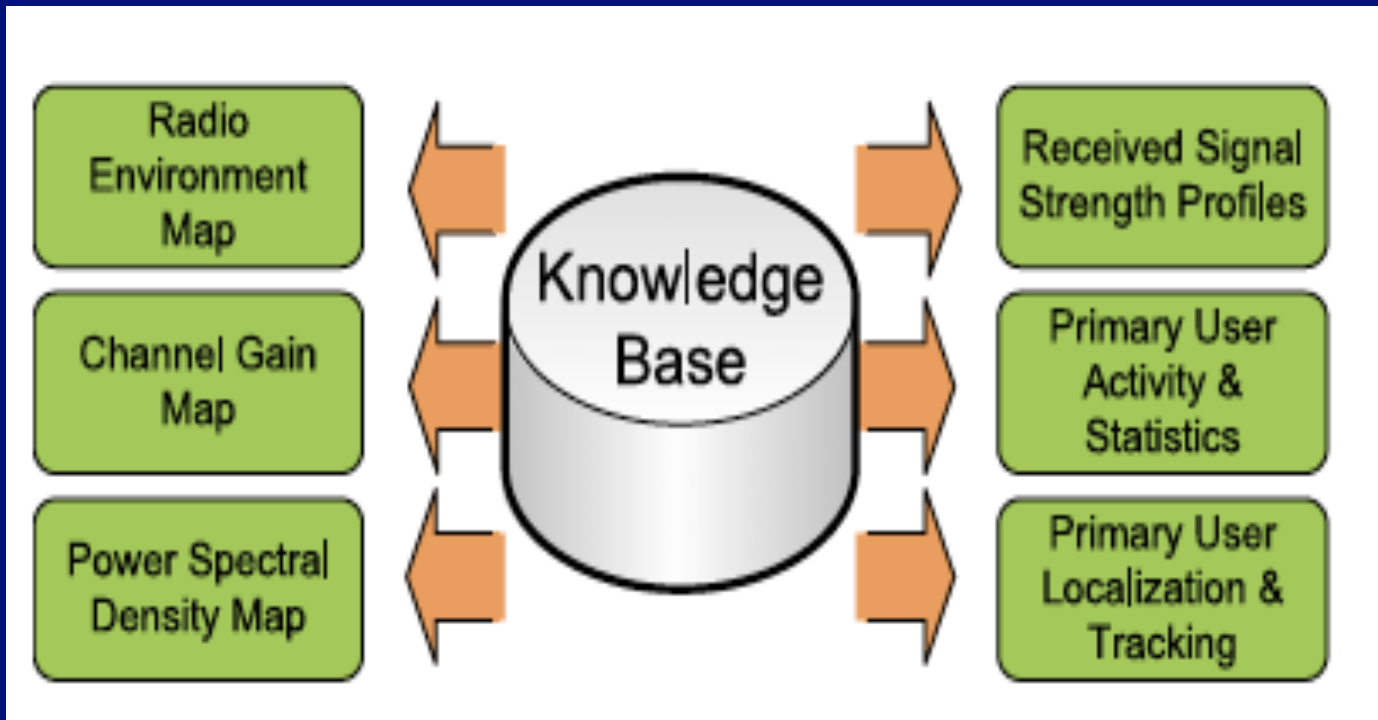 Radio
Environment
Map
Channel Gain
Map
Power Spectral
Density Map
Knowledge
Base
Received Signal
Strength Profiles
Primary User
Activity &
Statistics
Primary User
Localization &
Tracking